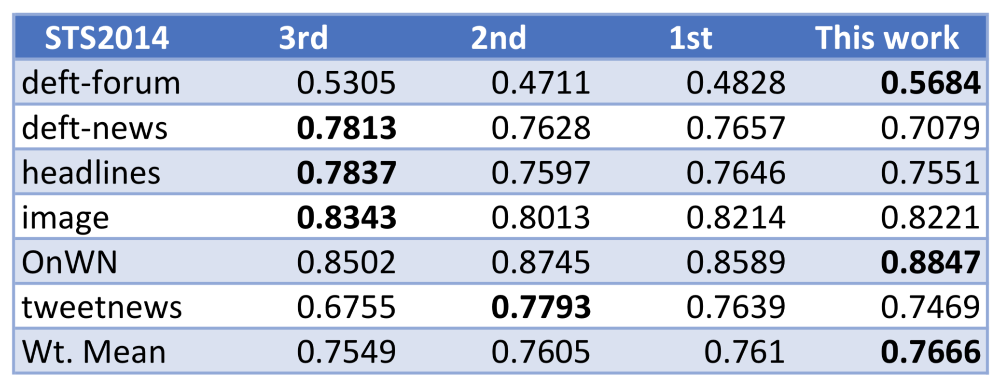 STS2014 3rd 2nd 1st This work
deft-forum 0.5305 0.4711 0.4828 0.5684
deft-news 0.7813 0.7628 0.7657 0.7079
headlines 0.7837 0.7597 0.7646 0.7551
image 0.8343 0.8013 0.8214 0.8221
OnWN 0.8502 0.8745 0.8589 0.8847
tweetnews 0.6755 0.7793 0.7639 0.7469
Wt. Mean 0.7549 0.7605 0.761 0.7666